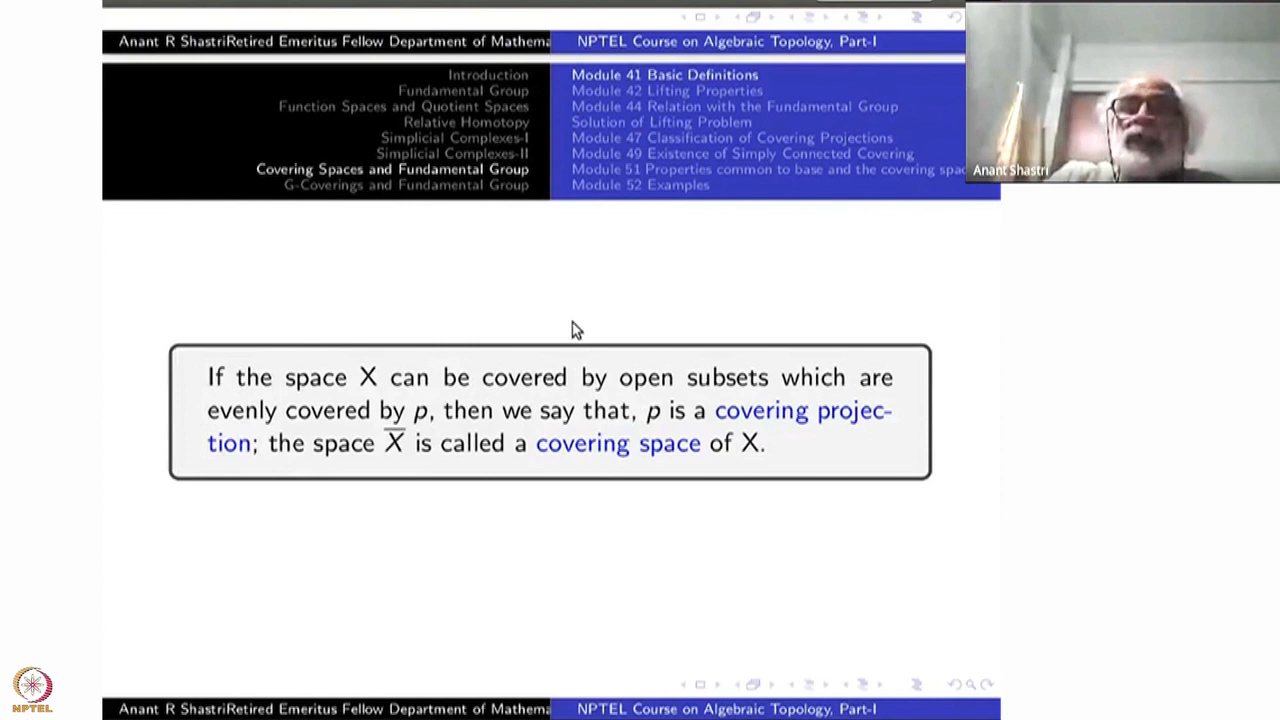 Anant R ShastriRetired Emeritus Fellow Department of Mathema NPTEL Course on Algebraic Topology, Part-I
Introduction
Fundamental Group
Function Spaces and Quotient Spaces
Relative Homotopy
Simplicial Complexes-I
Simplicial Complexes-II
Covering Spaces and Fundamental Group
G-Coverings and Fundamental Group
Module 41 Basic Definitions
Module 42 Lifting Properties
Module 44 Relation with the Fundamental Group
Solution of Lifting Problem
Module 47 Classification of Covering Projections
Module 49 Existence of Simply Connected Covering
Module 51 Properties common to base and the covering spac
Module 52 Examples
Anant Shastri
If the space X can be covered by open subsets which are
evenly covered by p, then we say that, p is a covering projec-
tion; the space X̅ is called a covering space of X.
NPTEL
Anant R ShastriRetired Emeritus Fellow Department of Mathema NPTEL Course on Algebraic Topology, Part-I